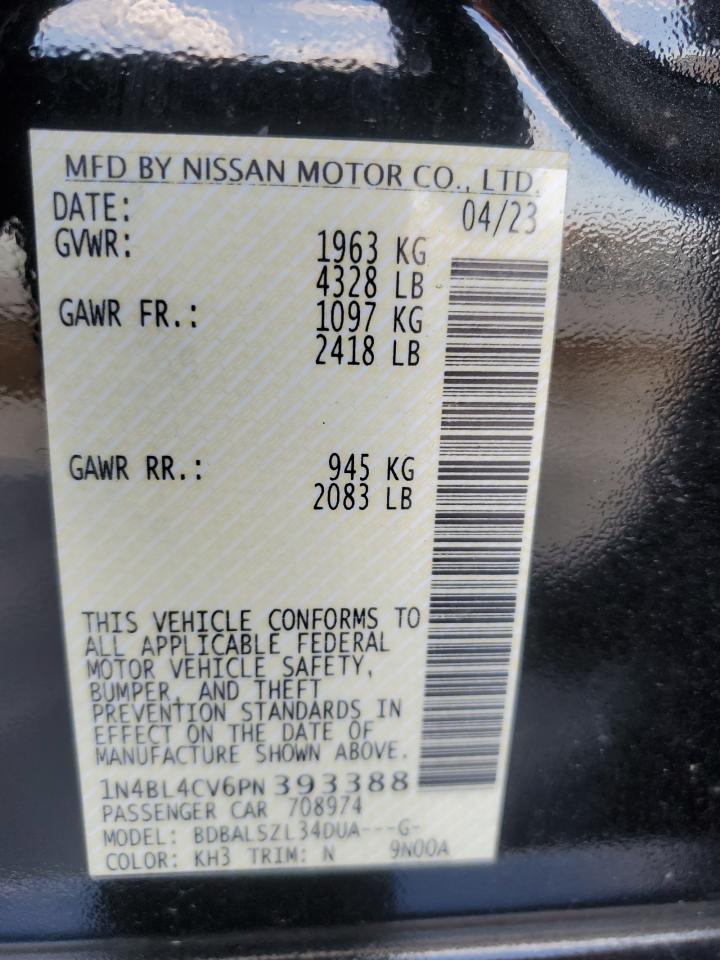 MFD BY NISSAN MOTOR CO., LTD.
DATE: 04/23
GVWR: 1963 KG
4328 LB
GAWR FR.: 1097 KG
2418 LB
GAWR RR.: 945 KG
2083 LB
THIS VEHICLE CONFORMS TO
ALL APPLICABLE FEDERAL
MOTOR VEHICLE SAFETY,
BUMPER, AND THEFT
PREVENTION STANDARDS IN
EFFECT ON THE DATE OF
MANUFACTURE SHOWN ABOVE.
1N4BL4CV6PN393388
PASSENGER CAR 708974
MODEL: BDBALSZL34DUA---G-
COLOR: KH3 TRIM: N 9N00A